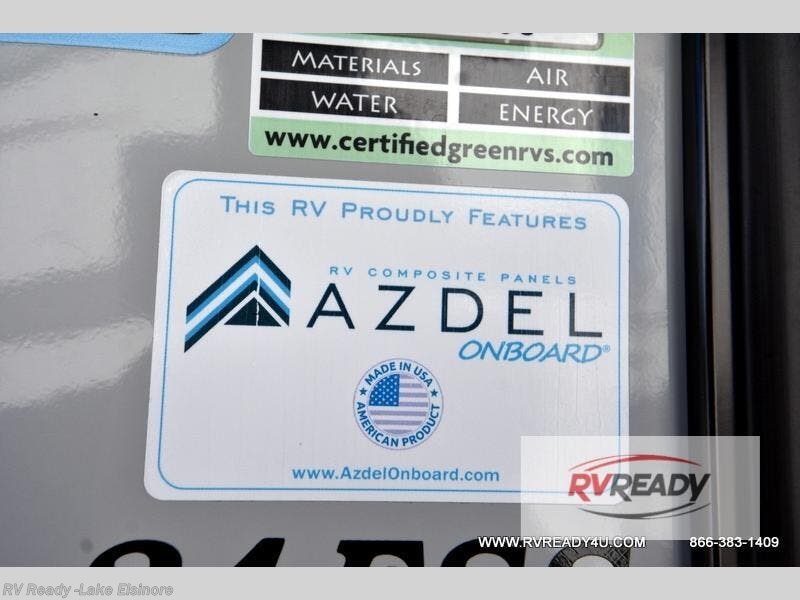 MATERIALS AIR
WATER ENERGY
www.certifiedgreenrvs.com
THIS RV PROUDLY FEATURES
RV COMPOSITE PANELS
AZDEL
ONBOARD®
MADE IN USA
AMERICAN PRODUCT
www.AzdelOnboard.com
RVREADY
WWW.RVREADY4U.COM 866-383-1409
RV Ready -Lake Elsinore